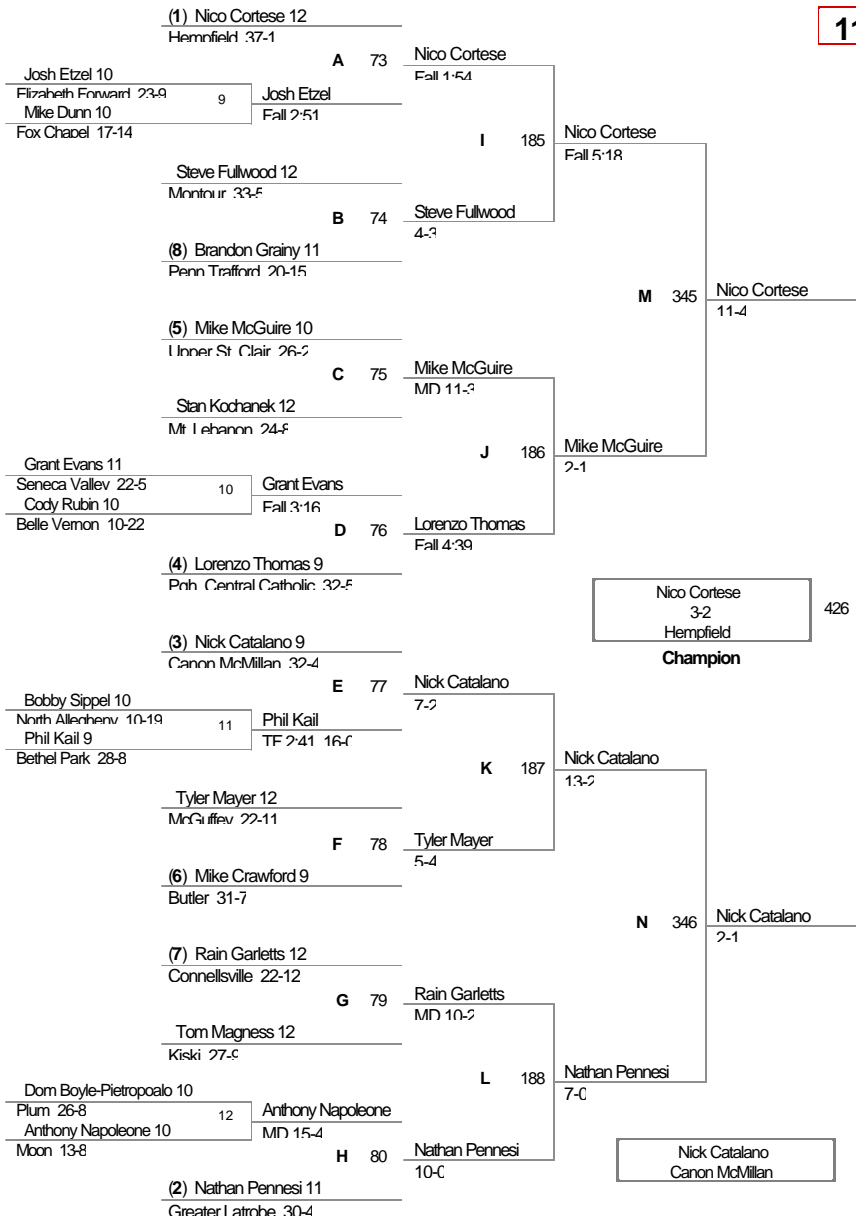 (1) Nico Cortese 12
Hempfield 37-1
11
A 73
Nico Cortese
Fall 1:54
Josh Etzel 10
Elizabeth Forward 23-9
9
Josh Etzel
Fall 2:51
Mike Dunn 10
Fox Chapel 17-14
I 185
Nico Cortese
Fall 5:18
Steve Fullwood 12
Montour 33-5
B 74
Steve Fullwood
4-3
(8) Brandon Grainy 11
Penn Trafford 20-15
M 345
Nico Cortese
11-4
(5) Mike McGuire 10
Upper St. Clair 26-2
C 75
Mike McGuire
MD 11-3
Stan Kochanek 12
Mt. Lebanon 24-8
J 186
Mike McGuire
2-1
Grant Evans 11
Seneca Valley 22-5
10
Grant Evans
Fall 3:16
Cody Rubin 10
Belle Vernon 10-22
D 76
Lorenzo Thomas
Fall 4:39
(4) Lorenzo Thomas 9
Pgh. Central Catholic 32-5
Nico Cortese
3-2
Hempfield
426
Champion
(3) Nick Catalano 9
Canon McMillan 32-4
E 77
Nick Catalano
7-2
Bobby Sippel 10
North Allegheny 10-19
11
Phil Kail
TF 2:41 16-0
Phil Kail 9
Bethel Park 28-8
K 187
Nick Catalano
13-2
Tyler Mayer 12
McGuffey 22-11
F 78
Tyler Mayer
5-4
(6) Mike Crawford 9
Butler 31-7
N 346
Nick Catalano
2-1
(7) Rain Garletts 12
Connellsville 22-12
G 79
Rain Garletts
MD 10-2
Tom Magness 12
Kiski 27-9
L 188
Nathan Pennesi
7-0
Dom Boyle-Pietropoalo 10
Plum 26-8
12
Anthony Napoleone
MD 15-4
Anthony Napoleone 10
Moon 13-8
H 80
Nathan Pennesi
10-0
Nick Catalano
Canon McMillan
(2) Nathan Pennesi 11
Greater Latrobe 30-4